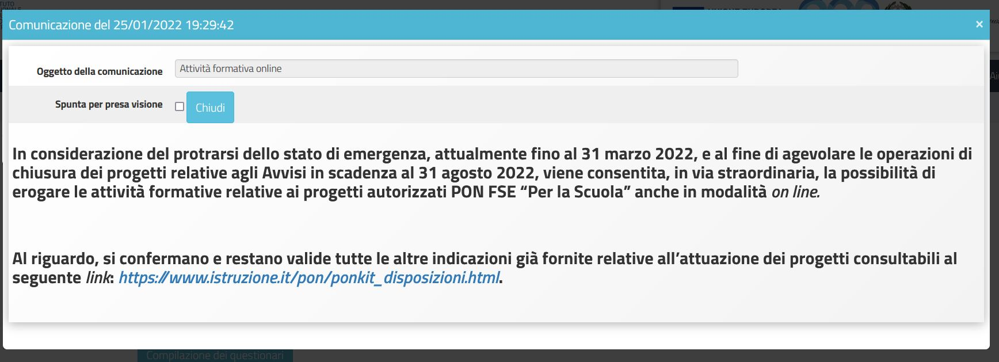 Comunicazione del 25/01/2022 19:29:42
×
Oggetto della comunicazione
Attività formativa online
Spunta per presa visione
Chiudi
In considerazione del protrarsi dello stato di emergenza, attualmente fino al 31 marzo 2022, e al fine di agevolare le operazioni di
chiusura dei progetti relative agli Avvisi in scadenza al 31 agosto 2022, viene consentita, in via straordinaria, la possibilità di
erogare le attività formative relative ai progetti autorizzati PON FSE “Per la Scuola” anche in modalità on line.
Al riguardo, si confermano e restano valide tutte le altre indicazioni già fornite relative all’attuazione dei progetti consultabili al
seguente link: https://www.istruzione.it/pon/ponkit_disposizioni.html.
Compilazione dei questionari